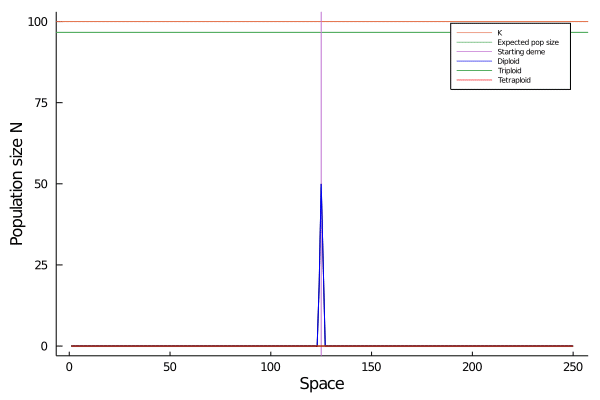 100
75
50
25
0
Population size N
0 50 100 150 200 250
Space
K
Expected pop size
Starting deme
Diploid
Triploid
Tetraploid